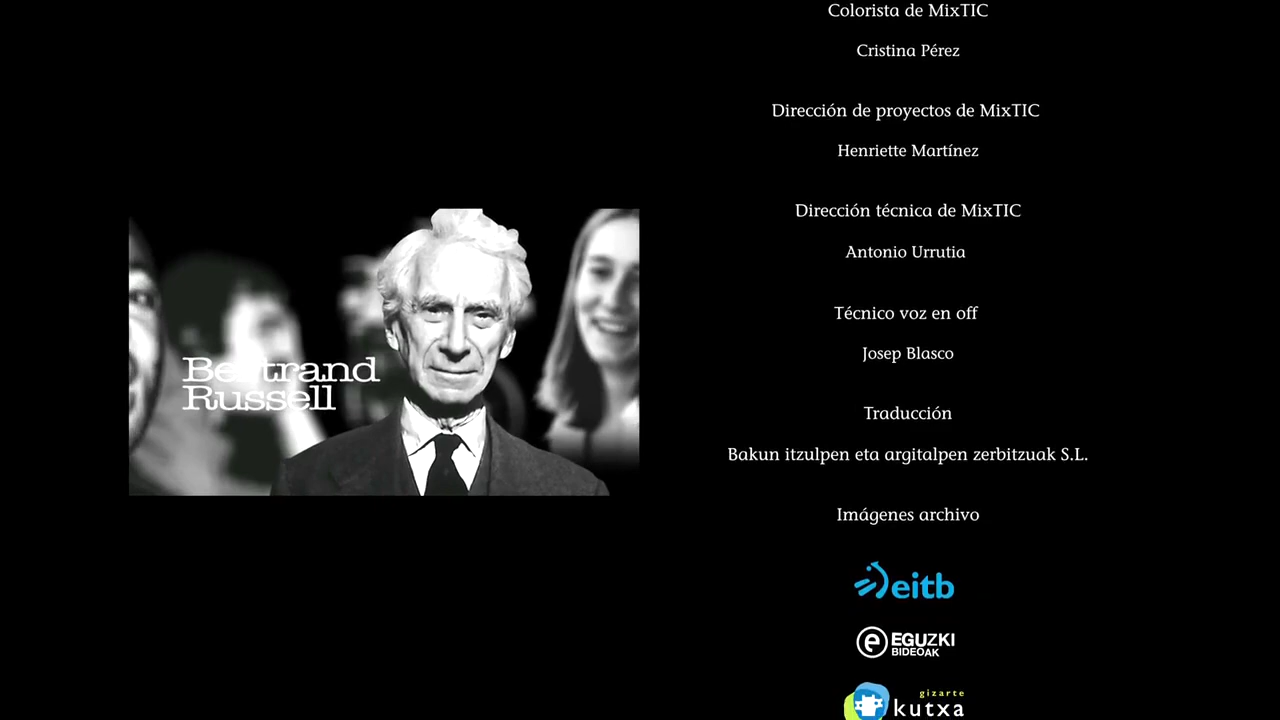 Colorista de MixTIC
Cristina Pérez
Dirección de proyectos de MixTIC
Henriette Martínez
Dirección técnica de MixTIC
Antonio Urrutia
Técnico voz en off
Josep Blasco
Traducción
Bakun itzulpen eta argitalpen zerbitzuak S.L.
Imágenes archivo
eitb
e EGUZKI
BIDEOAK
gizarte
kutxa
Bertrand
Russell